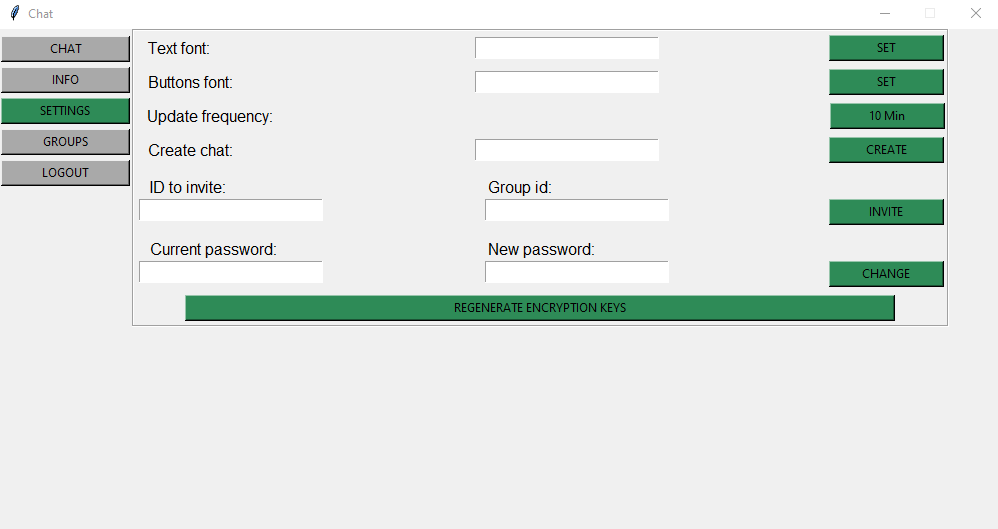 Chat
CHAT
INFO
SETTINGS
GROUPS
LOGOUT
Text font:
SET
Buttons font:
SET
Update frequency:
10 Min
Create chat:
CREATE
ID to invite:
Group id:
INVITE
Current password:
New password:
CHANGE
REGENERATE ENCRYPTION KEYS